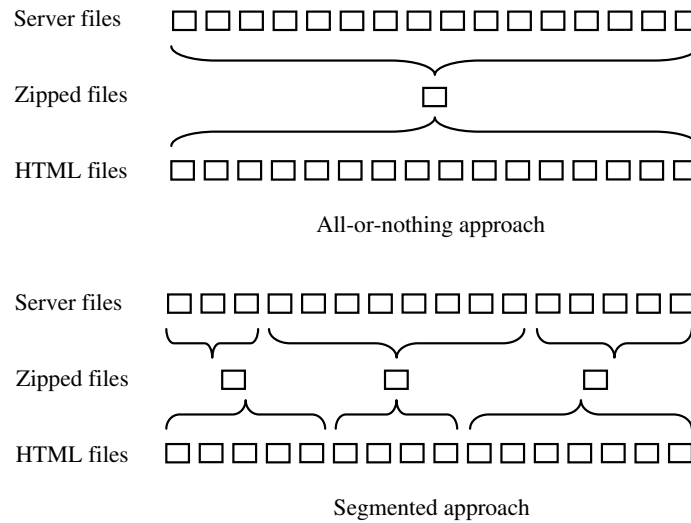 Server files
Zipped files
HTML files
All-or-nothing approach
Server files
Zipped files
HTML files
Segmented approach